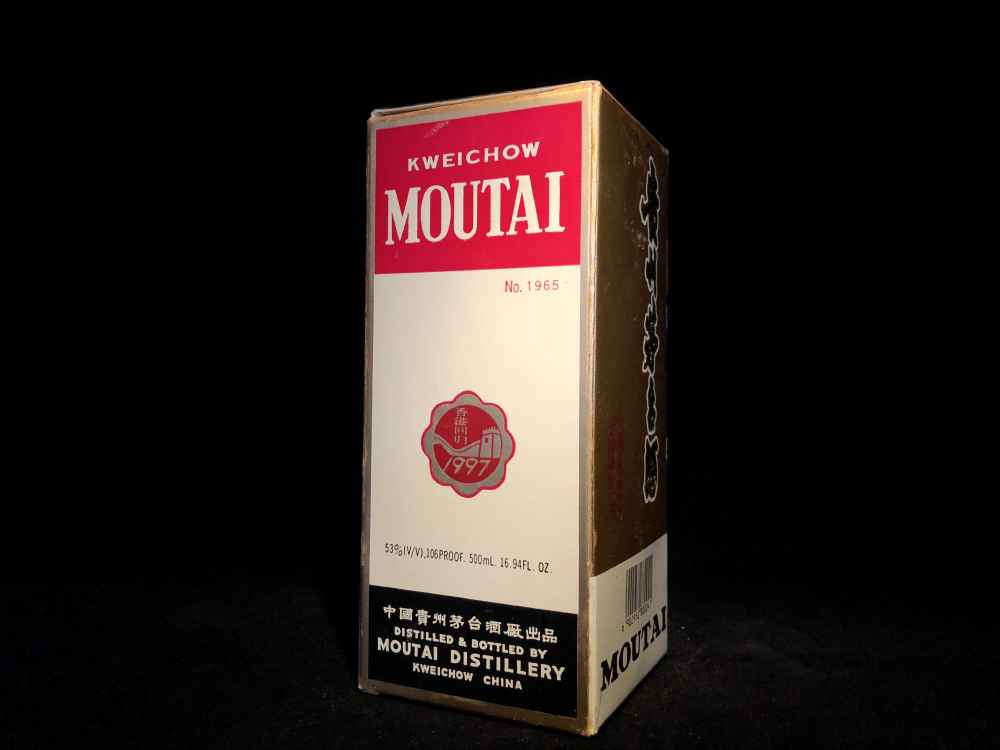 KWEICHOW
MOUTAI
No. 1965
香港回归
1997
53%(V/V),106PROOF. 500mL. 16.94FL. OZ.
中國貴州茅台酒廠出品
DISTILLED & BOTTLED BY
MOUTAI DISTILLERY
KWEICHOW CHINA
MOUTAI